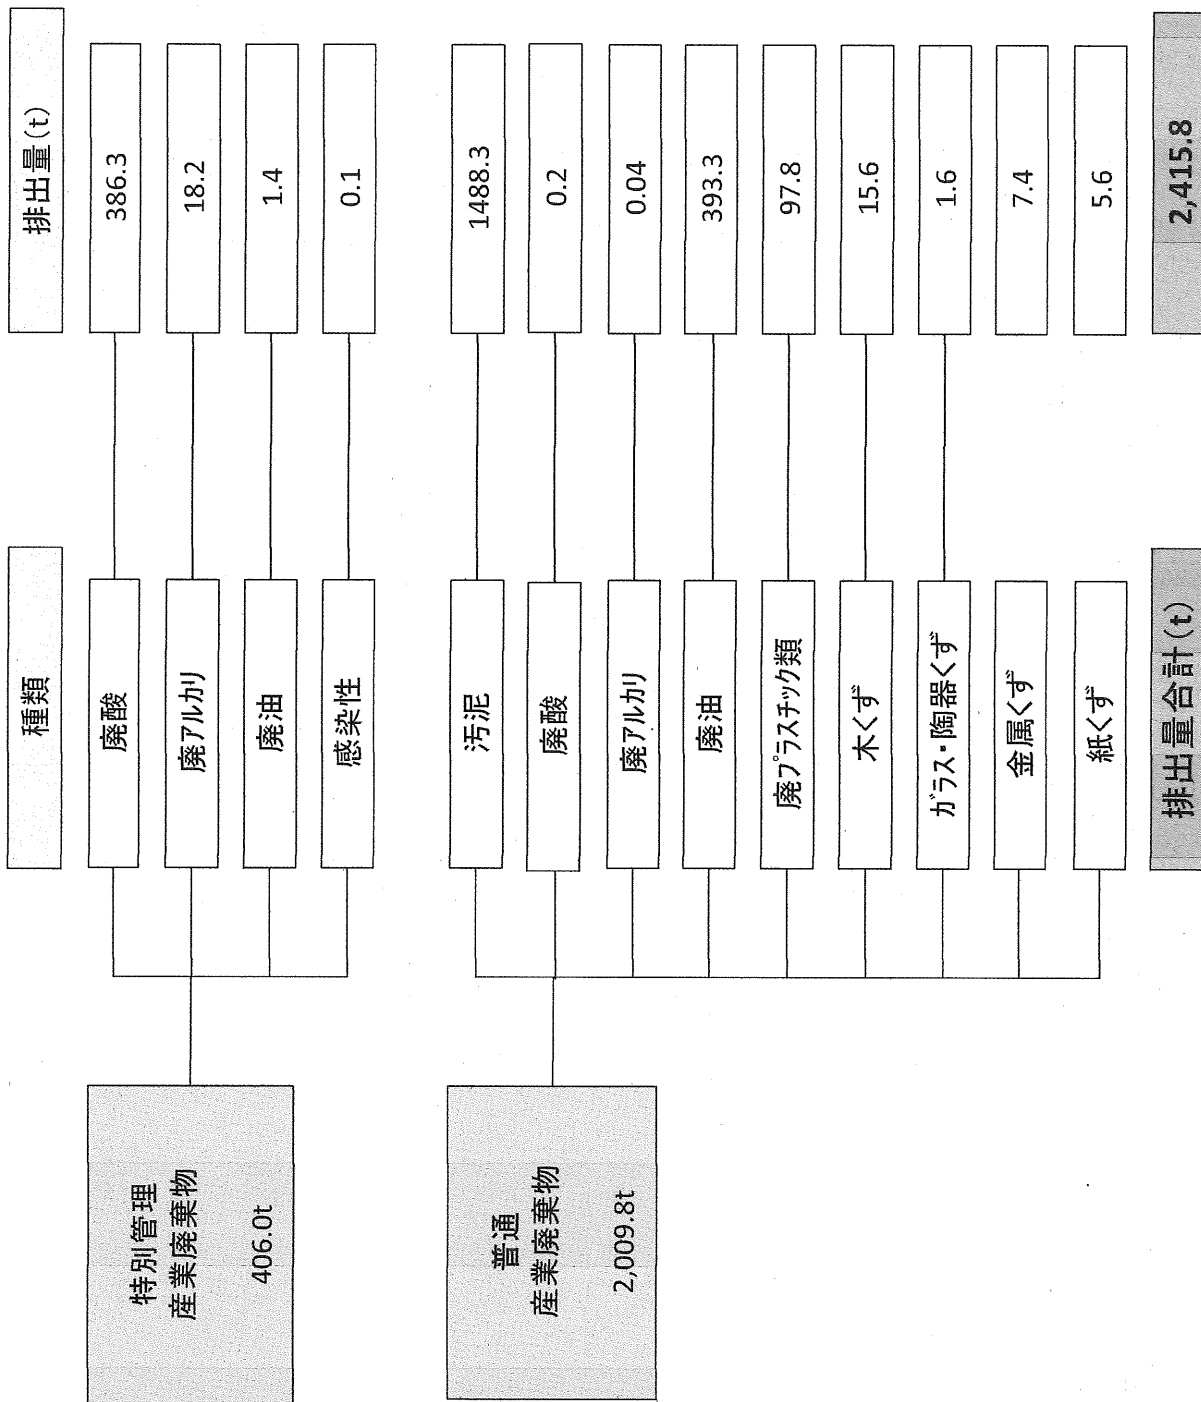 種類
排出量(t)
特別管理
産業廃棄物
406.0t
廃酸
386.3
廃アルカリ
18.2
廃油
1.4
感染性
0.1
普通
産業廃棄物
2,009.8t
汚泥
1488.3
廃酸
0.2
廃アルカリ
0.04
廃油
393.3
廃プラスチック類
97.8
木くず
15.6
ガラス・陶器くず
1.6
金属くず
7.4
紙くず
5.6
排出量合計(t)
2,415.8